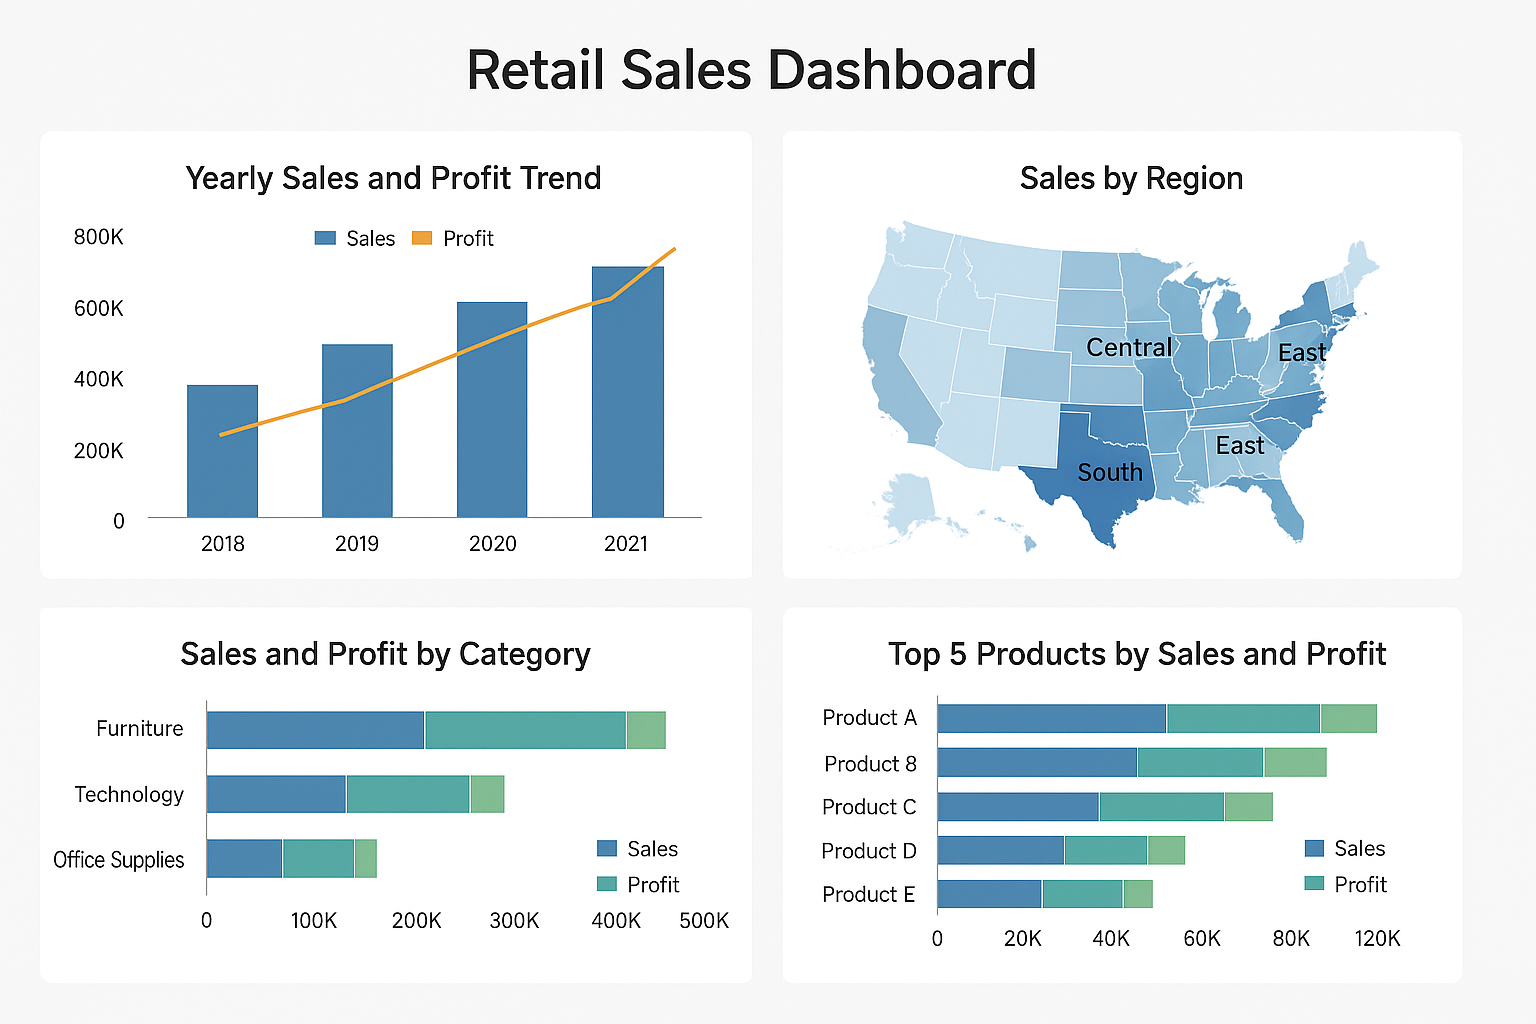 Retail Sales Dashboard
Yearly Sales and Profit Trend
Sales Profit
800K
600K
400K
200K
0
2018 2019 2020 2021
Sales by Region
Central
East
East
South
Sales and Profit by Category
Furniture
Technology
Office Supplies
Sales
Profit
0 100K 200K 300K 400K 500K
Top 5 Products by Sales and Profit
Product A
Product 8
Product C
Product D
Product E
Sales
Profit
0 20K 40K 60K 80K 120K